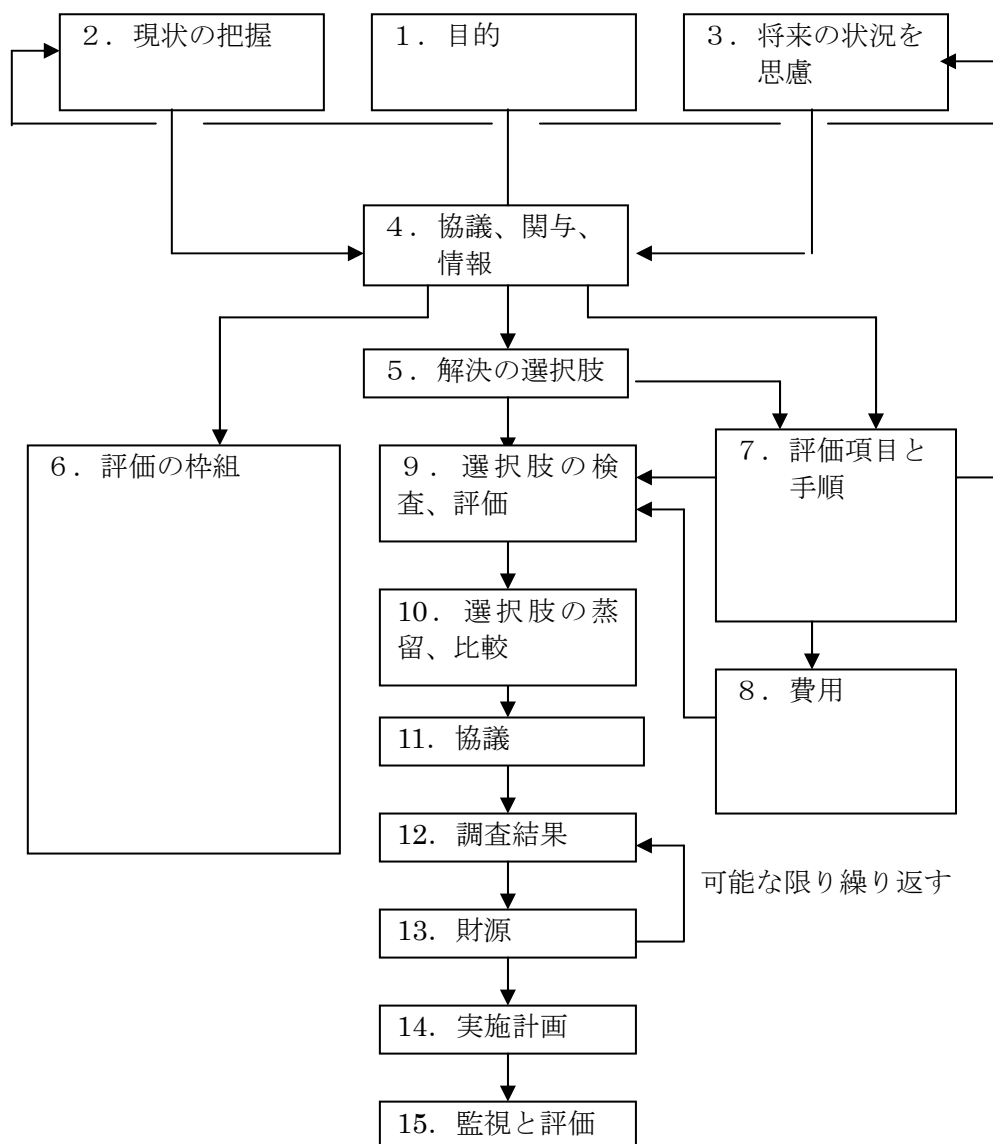 ２．現状の把握
１．目的
３．将来の状況を
思慮
４．協議、関与、
情報
５．解決の選択肢
６．評価の枠組
９．選択肢の検
査、評価
７．評価項目と
手順
10．選択肢の蒸
留、比較
８．費用
11．協議
12．調査結果
可能な限り繰り返す
13．財源
14．実施計画
15．監視と評価